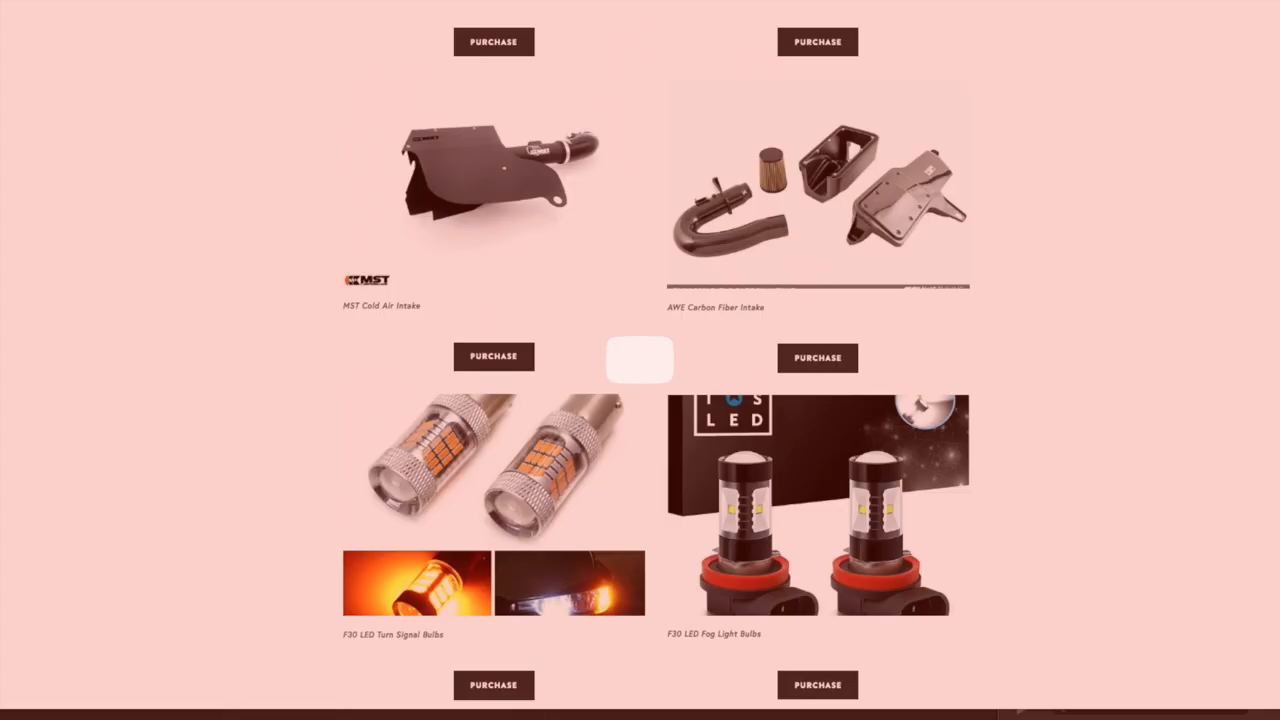 PURCHASE
PURCHASE
MST
MST Cold Air Intake
AWE Carbon Fiber Intake
PURCHASE
PURCHASE
LED
F30 LED Turn Signal Bulbs
F30 LED Fog Light Bulbs
PURCHASE
PURCHASE